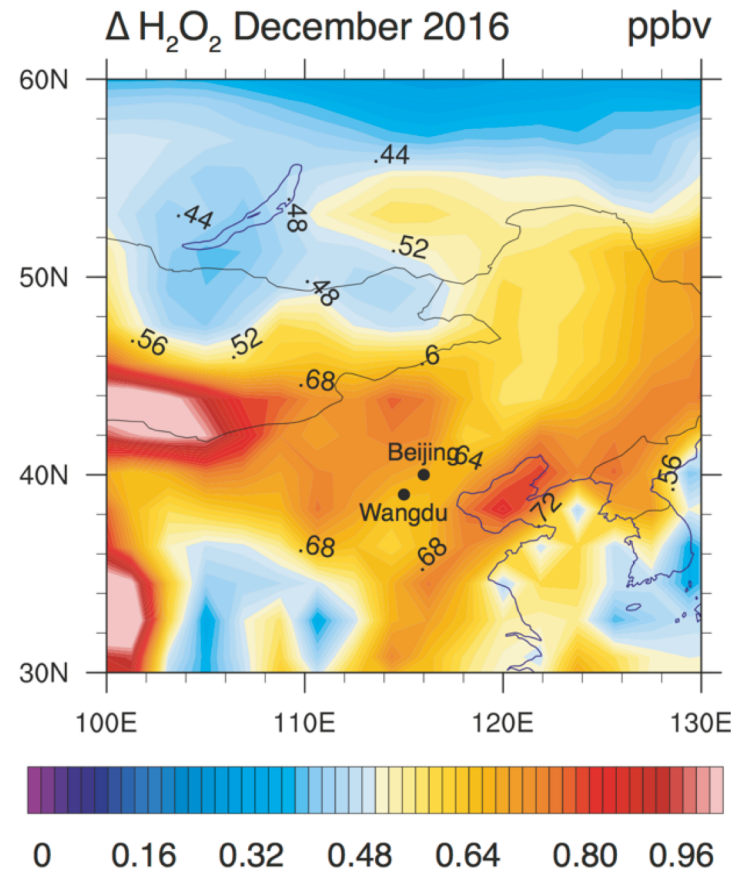 Δ H₂O₂ December 2016 ppbv
60N
.44
.44
.48
.52
50N
.48
.56
.52
.6
.68
Beijing
.64
40N
.56
Wangdu
.72
.68
.68
30N
100E 110E 120E 130E
0 0.16 0.32 0.48 0.64 0.80 0.96